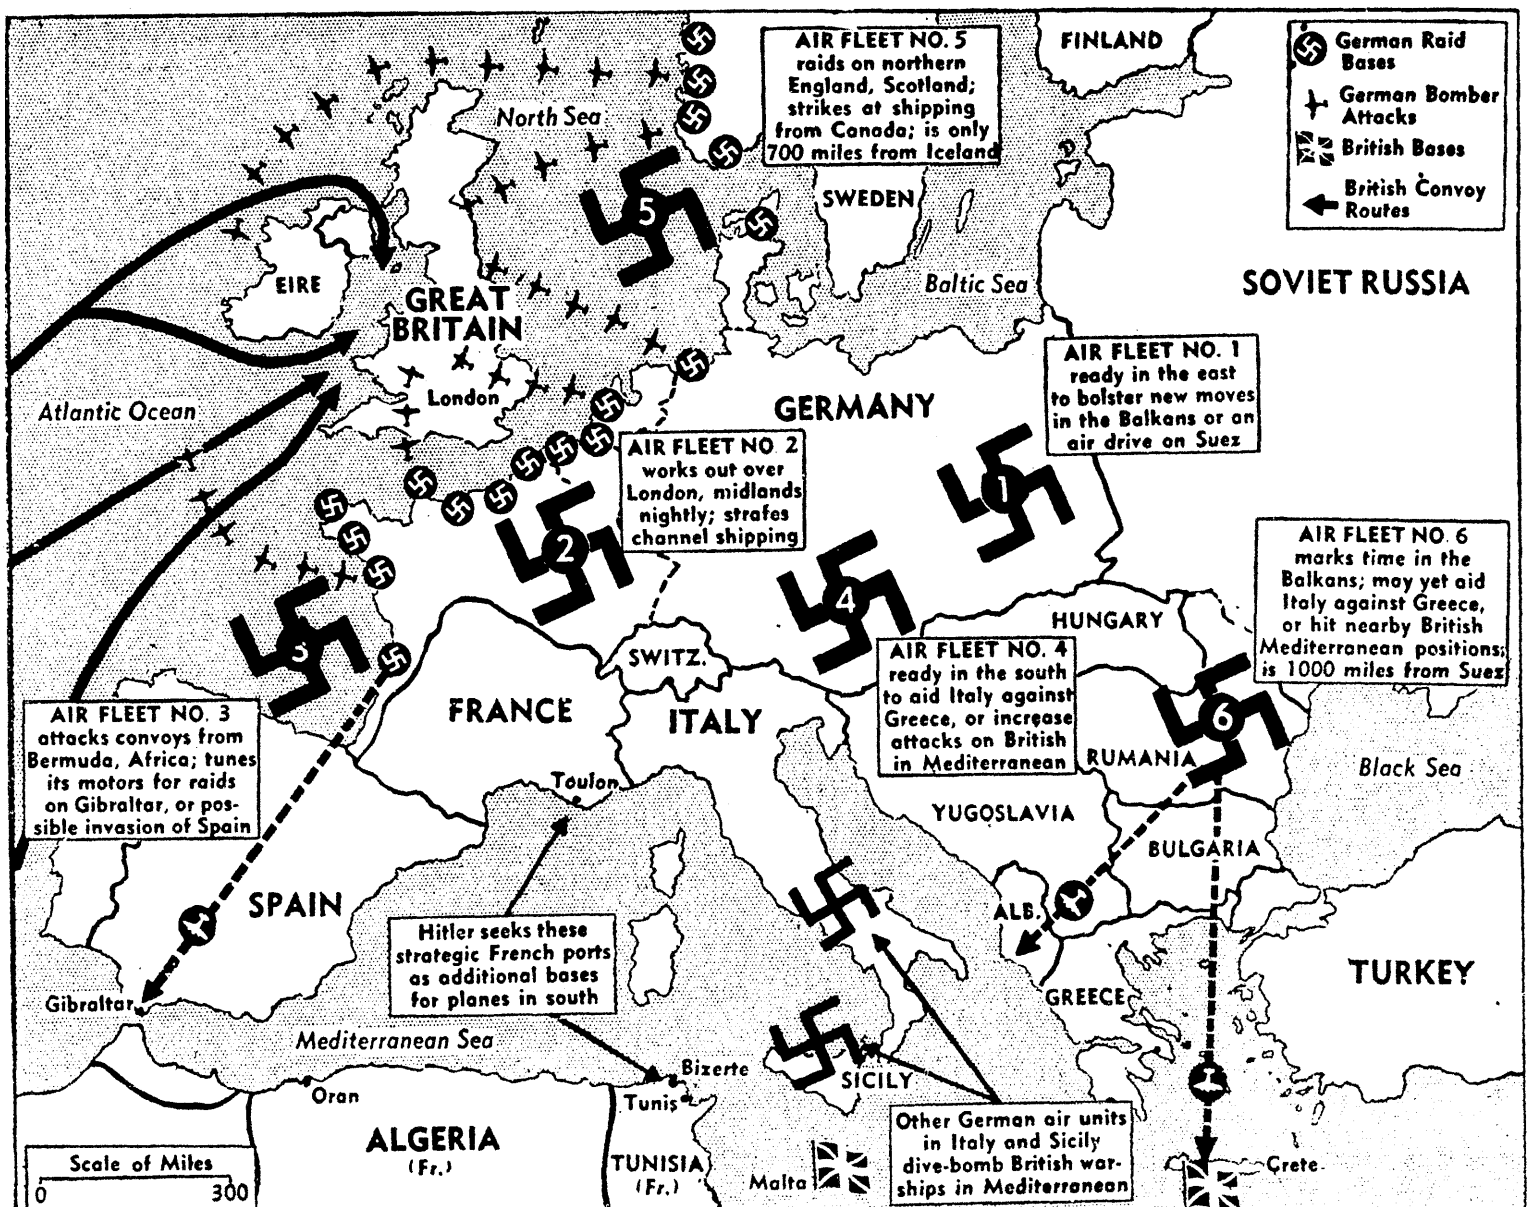 AIR FLEET NO. 5
raids on northern
England, Scotland;
strikes at shipping
from Canada; is only
700 miles from Iceland
FINLAND
German Raid
Bases
German Bomber
Attacks
British Bases
British Convoy
Routes
North Sea
SWEDEN
SOVIET RUSSIA
EIRE
GREAT
BRITAIN
Baltic Sea
London
Atlantic Ocean
GERMANY
AIR FLEET NO. 1
ready in the east
to bolster new moves
in the Balkans or an
air drive on Suez
AIR FLEET NO. 2
works out over
London, midlands
nightly; strafes
channel shipping
5
1
2
4
3
6
AIR FLEET NO. 6
marks time in the
Balkans; may yet aid
Italy against Greece,
or hit nearby British
Mediterranean positions;
is 1000 miles from Suez
HUNGARY
SWITZ.
AIR FLEET NO. 4
ready in the south
to aid Italy against
Greece, or increase
attacks on British
in Mediterranean
AIR FLEET NO. 3
attacks convoys from
Bermuda, Africa; tunes
its motors for raids
on Gibraltar, or pos-
sible invasion of Spain
FRANCE
ITALY
RUMANIA
Black Sea
Toulon
YUGOSLAVIA
BULGARIA
SPAIN
ALB.
Hitler seeks these
strategic French ports
as additional bases
for planes in south
TURKEY
GREECE
Gibraltar
Mediterranean Sea
Bizerte
Tunis
SICILY
Oran
Other German air units
in Italy and Sicily
dive-bomb British war-
ships in Mediterranean
ALGERIA
(Fr.)
TUNISIA
(Fr.)
Malta
Crete
Scale of Miles
0 300